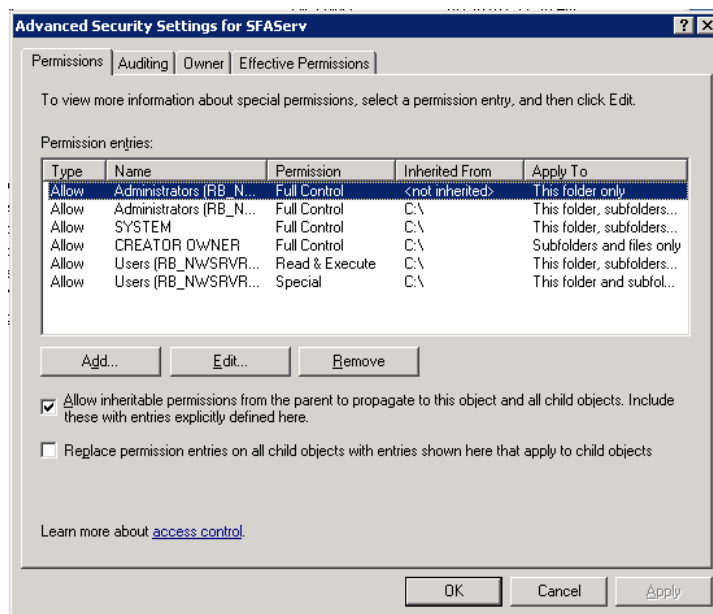 Advanced Security Settings for SFAServ
Permissions Auditing Owner Effective Permissions
To view more information about special permissions, select a permission entry, and then click Edit.
Permission entries:
Type Name Permission Inherited From Apply To
Allow Administrators (RB_N... Full Control <not inherited> This folder only
Allow Administrators (RB_N... Full Control C:\ This folder, subfolders...
Allow SYSTEM Full Control C:\ This folder, subfolders...
Allow CREATOR OWNER Full Control C:\ Subfolders and files only
Allow Users (RB_NWSRVR... Read & Execute C:\ This folder, subfolders...
Allow Users (RB_NWSRVR... Special C:\ This folder and subfol...
Add... Edit... Remove
Allow inheritable permissions from the parent to propagate to this object and all child objects. Include
these with entries explicitly defined here.
Replace permission entries on all child objects with entries shown here that apply to child objects
Learn more about access control.
OK Cancel Apply